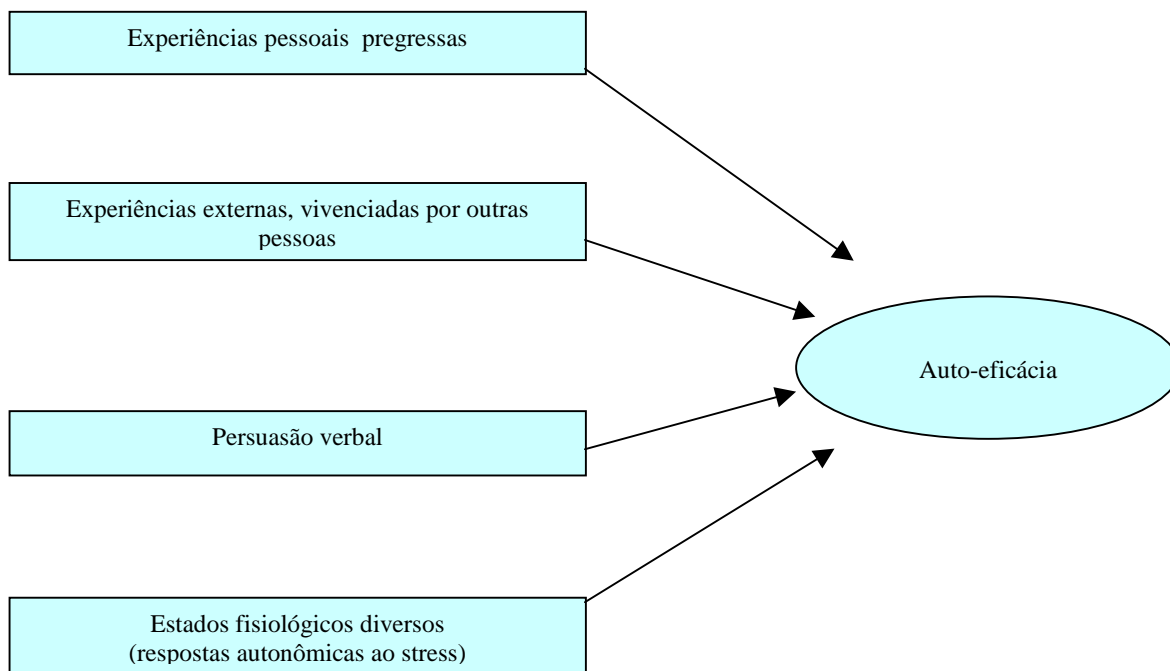 Experiências pessoais pregressas
Experiências externas, vivenciadas por outras
pessoas
Auto-eficácia
Persuasão verbal
Estados fisiológicos diversos
(respostas autonômicas ao stress)